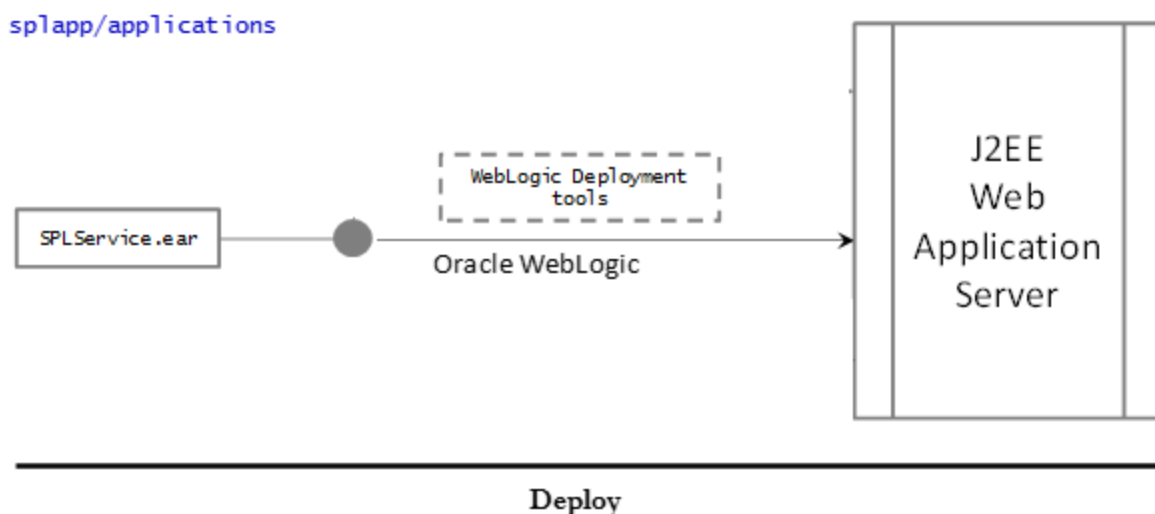 splapp/applications
WebLogic Deployment
tools
SPLService.ear
Oracle WebLogic
J2EE
Web
Application
Server
Deploy